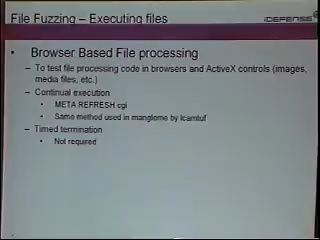 File Fuzzing – Executing files
iDEFENSE
• Browser Based File processing
– To test file processing code in browsers and ActiveX controls (images,
media files, etc.)
– Continual execution
• META REFRESH cgi
• Same method used in mangleme by lcamtuf
– Timed termination
• Not required